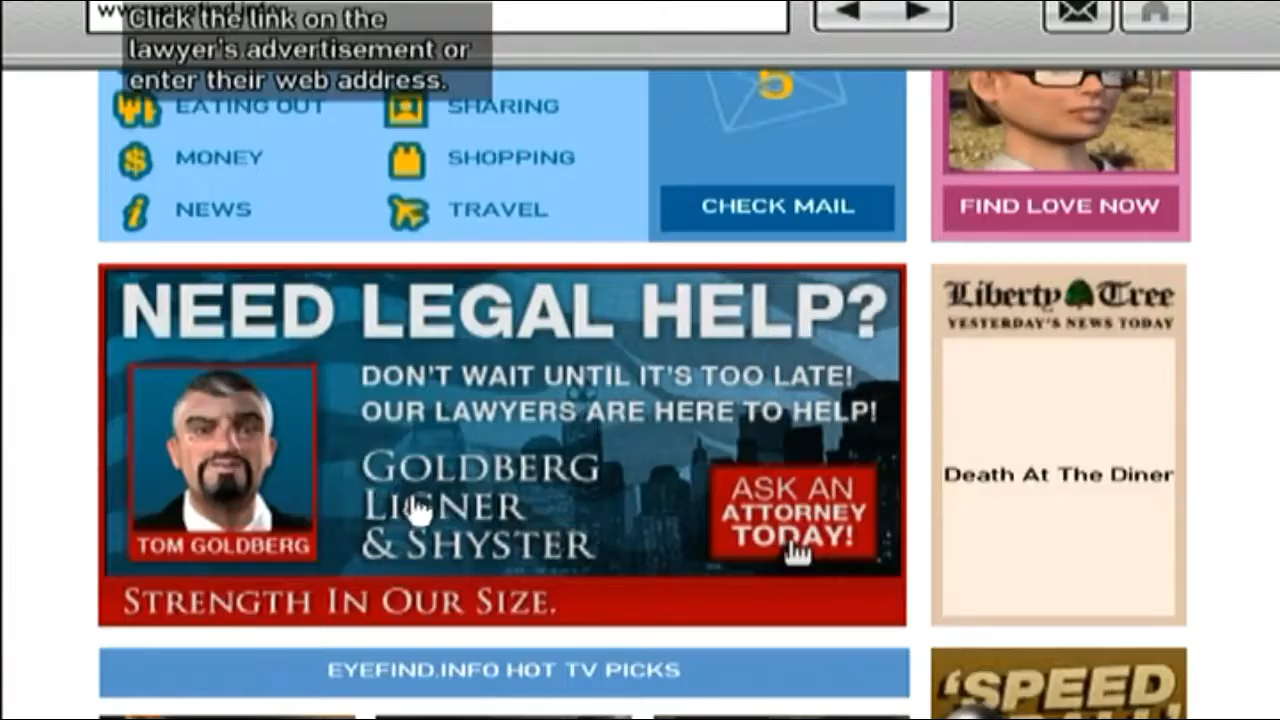 Click the link on the
lawyer's advertisement or
enter their web address.
EATING OUT
SHARING
5
MONEY
SHOPPING
NEWS
TRAVEL
CHECK MAIL
FIND LOVE NOW
NEED LEGAL HELP?
DON'T WAIT UNTIL IT'S TOO LATE!
OUR LAWYERS ARE HERE TO HELP!
GOLDBERG
LIGNER
& SHYSTER
ASK AN
ATTORNEY
TODAY!
TOM GOLDBERG
STRENGTH IN OUR SIZE.
Liberty Tree
YESTERDAY'S NEWS TODAY
Death At The Diner
EYEFIND.INFO HOT TV PICKS
'SPEED